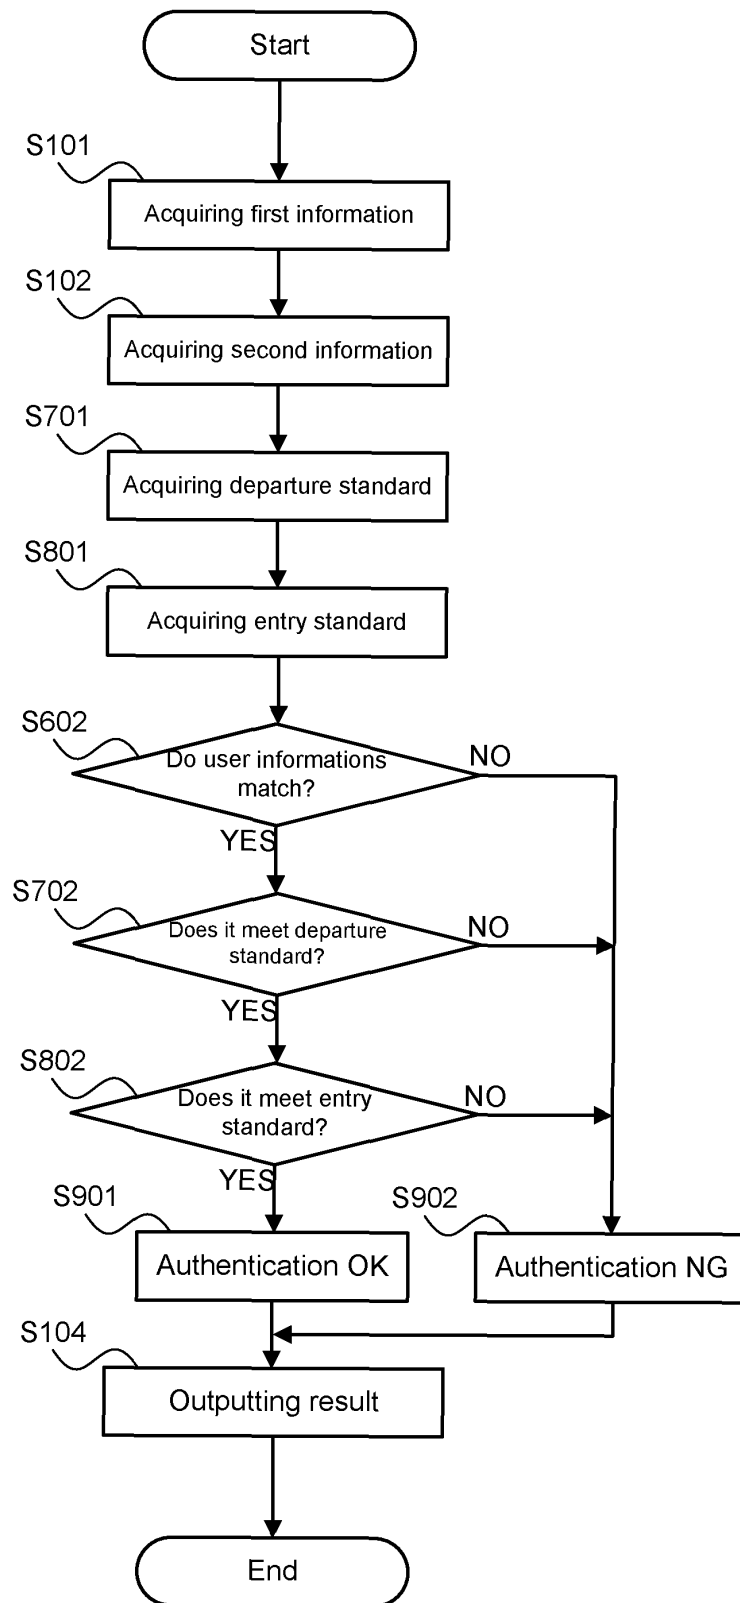 Start
S101
Acquiring first information
S102
Acquiring second information
S701
Acquiring departure standard
S801
Acquiring entry standard
S602
Do user informations
match?
NO
YES
S702
Does it meet departure
standard?
NO
YES
S802
Does it meet entry
standard?
NO
YES
S901
Authentication OK
S902
Authentication NG
S104
Outputting result
End